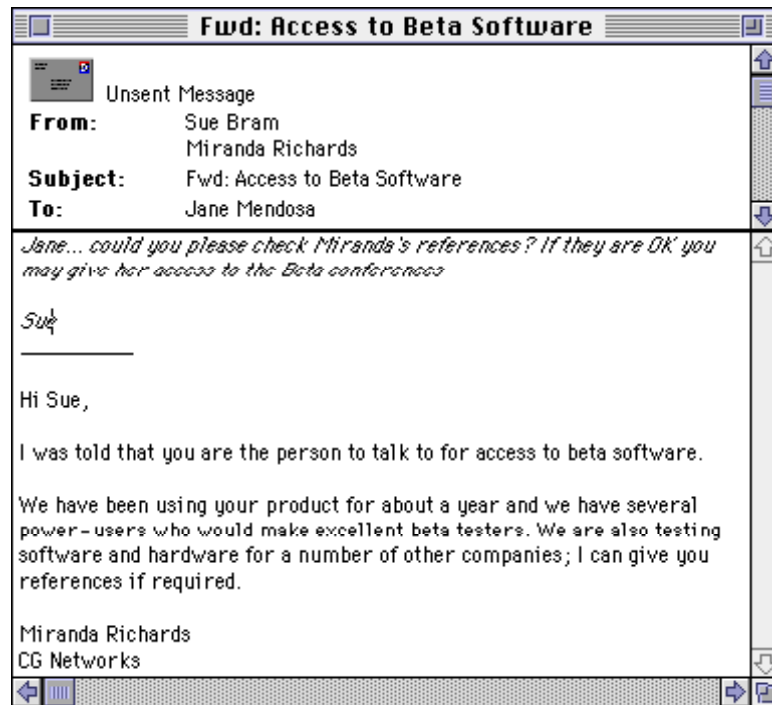 Fwd: Access to Beta Software
Unsent Message
From: Sue Bram
Miranda Richards
Subject: Fwd: Access to Beta Software
To: Jane Mendosa
Jane... could you please check Miranda's references? If they are OK you
may give her access to the Beta conferences
Sue
Hi Sue,
I was told that you are the person to talk to for access to beta software.
We have been using your product for about a year and we have several
power-users who would make excellent beta testers. We are also testing
software and hardware for a number of other companies; I can give you
references if required.
Miranda Richards
CG Networks